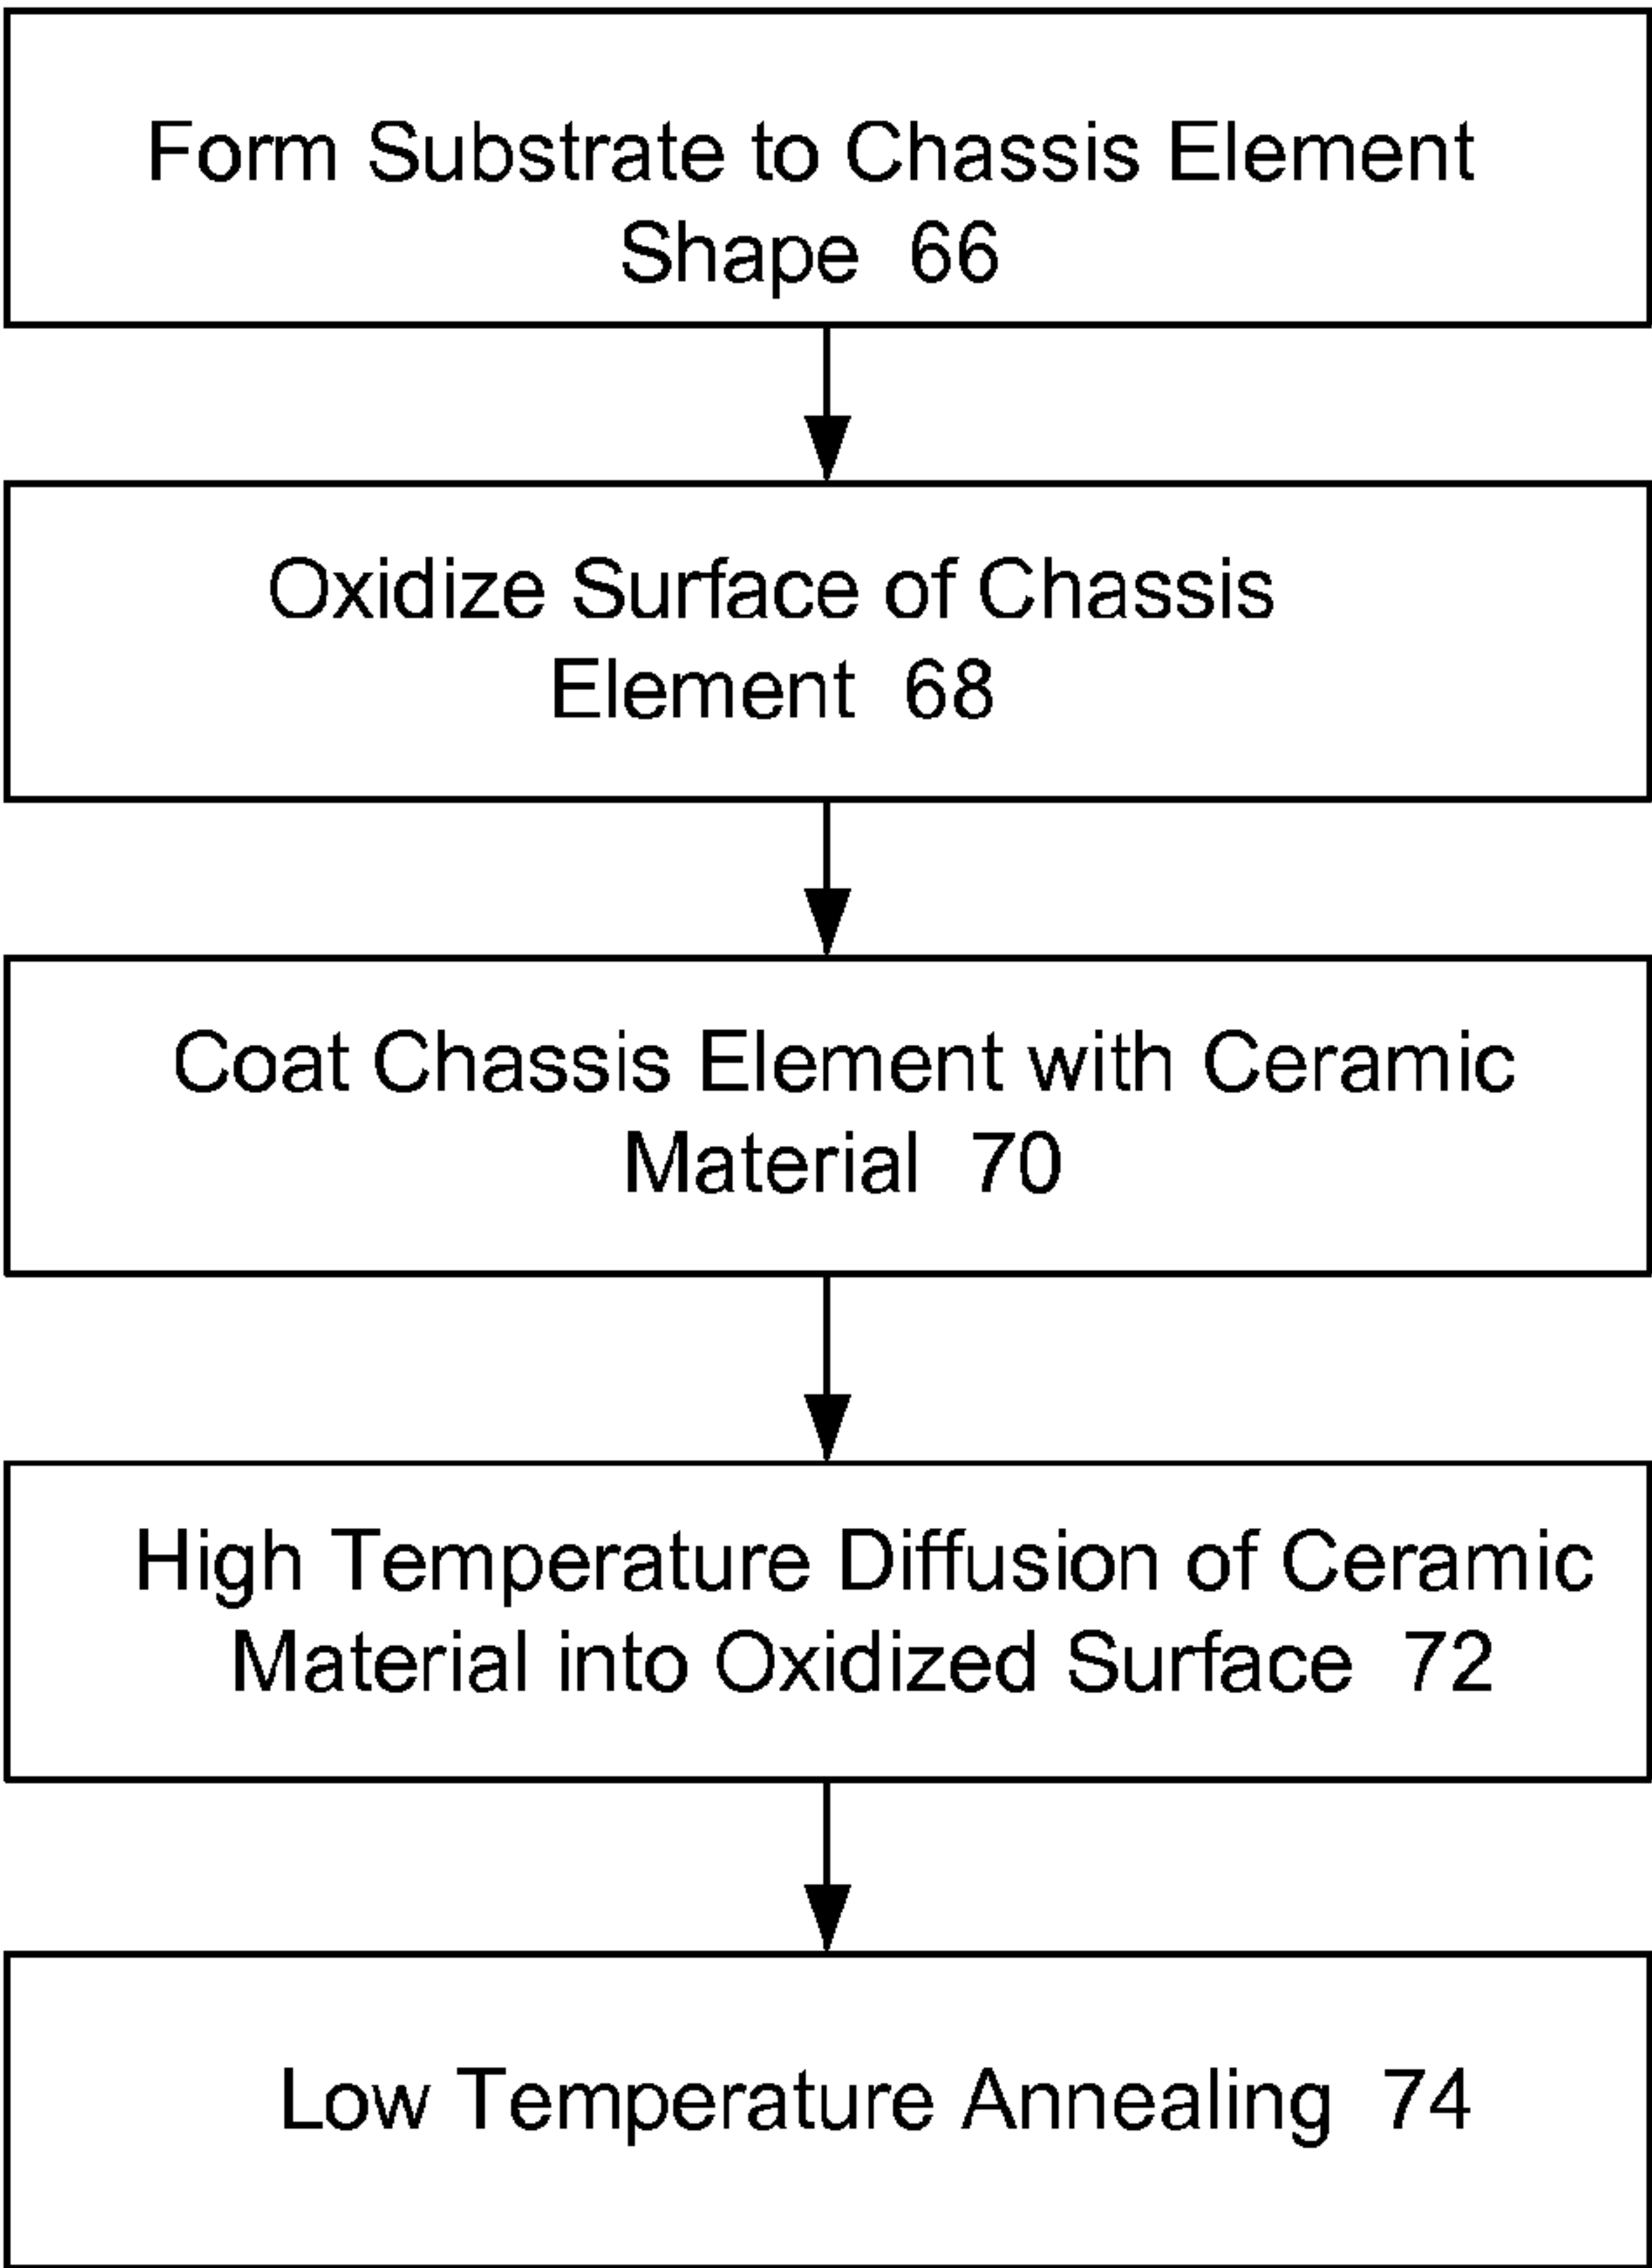 Form Substrate to Chassis Element
Shape 66
Oxidize Surface of Chassis
Element 68
Coat Chassis Element with Ceramic
Material 70
High Temperature Diffusion of Ceramic
Material into Oxidized Surface 72
Low Temperature Annealing 74